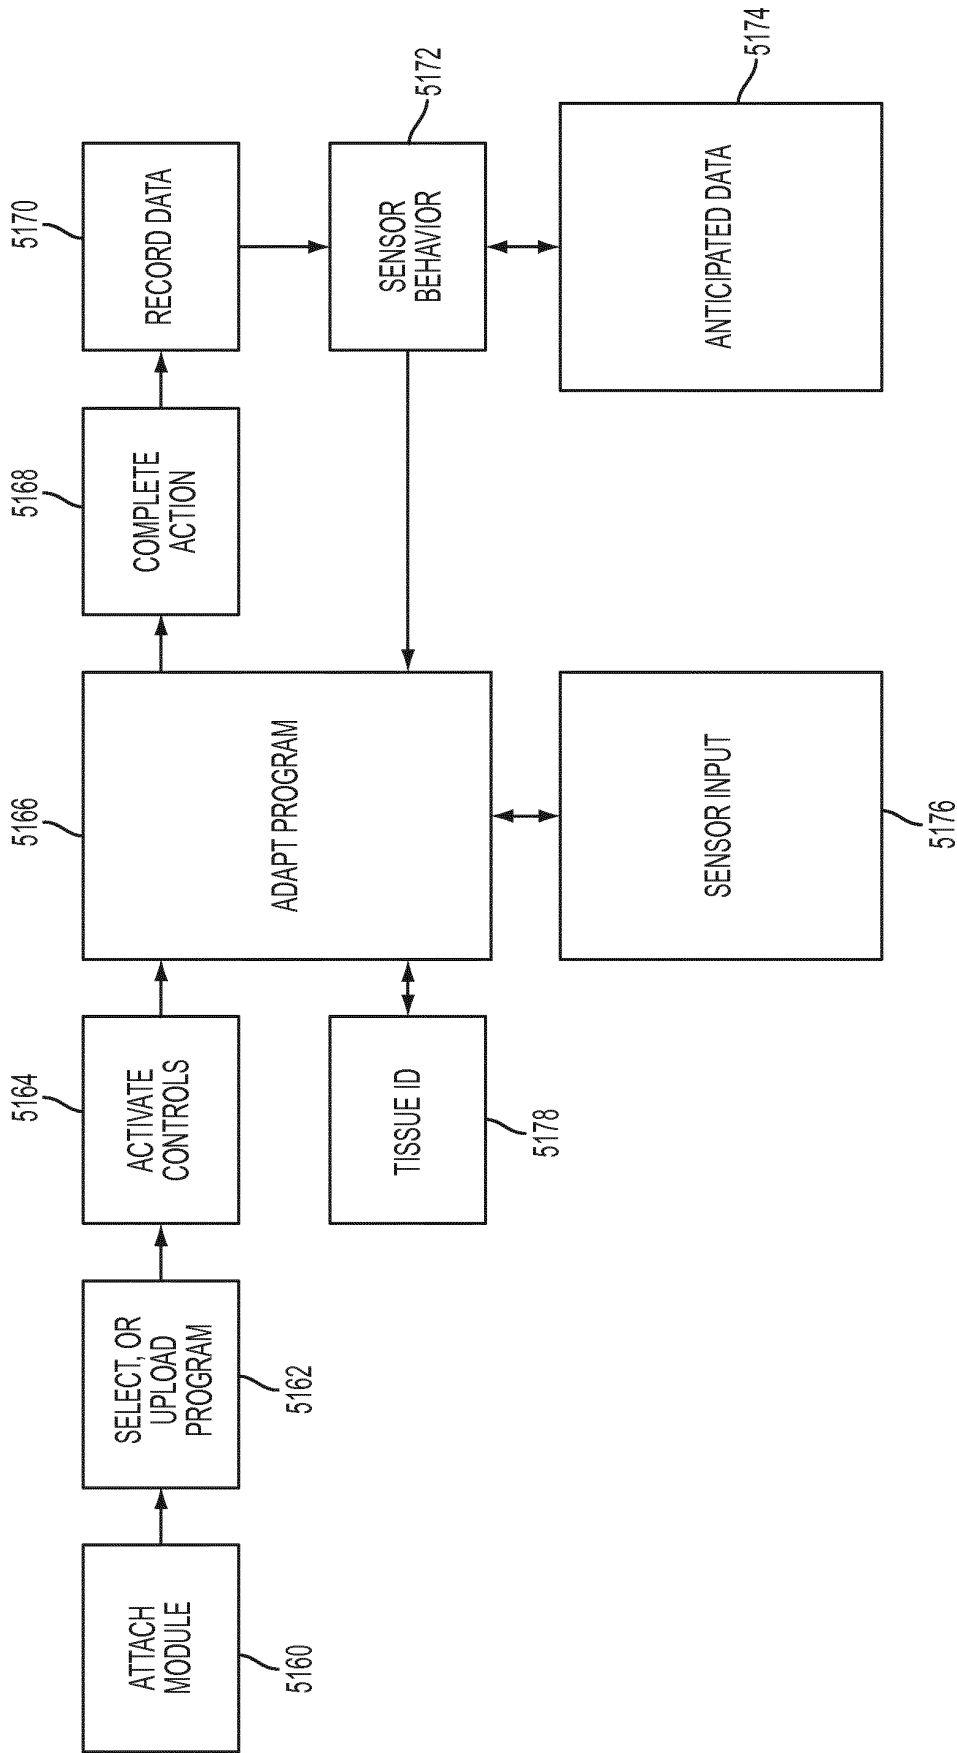 ATTACH
MODULE
5160
SELECT, OR
UPLOAD
PROGRAM
5162
ACTIVATE
CONTROLS
5164
ADAPT PROGRAM
5166
COMPLETE
ACTION
5168
RECORD DATA
5170
TISSUE ID
5178
SENSOR
BEHAVIOR
5172
SENSOR INPUT
5176
ANTICIPATED DATA
5174